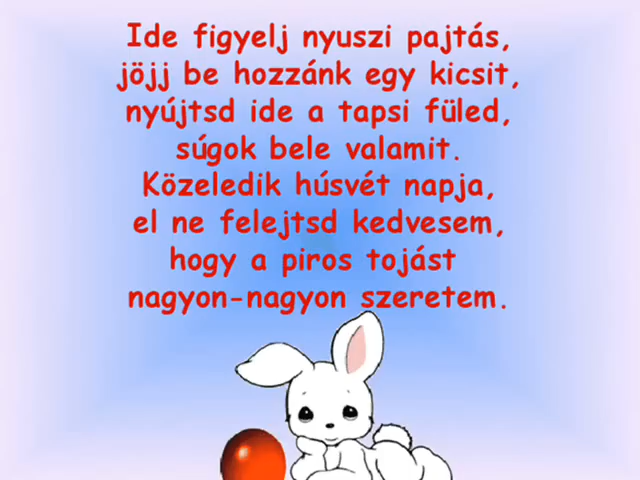 Ide figyelj nyuszi pajtás,
jöjj be hozzánk egy kicsit,
nyújtsd ide a tapsi füled,
súgok bele valamit.
Közeledik húsvét napja,
el ne felejtsd kedvesem,
hogy a piros tojást
nagyon-nagyon szeretem.